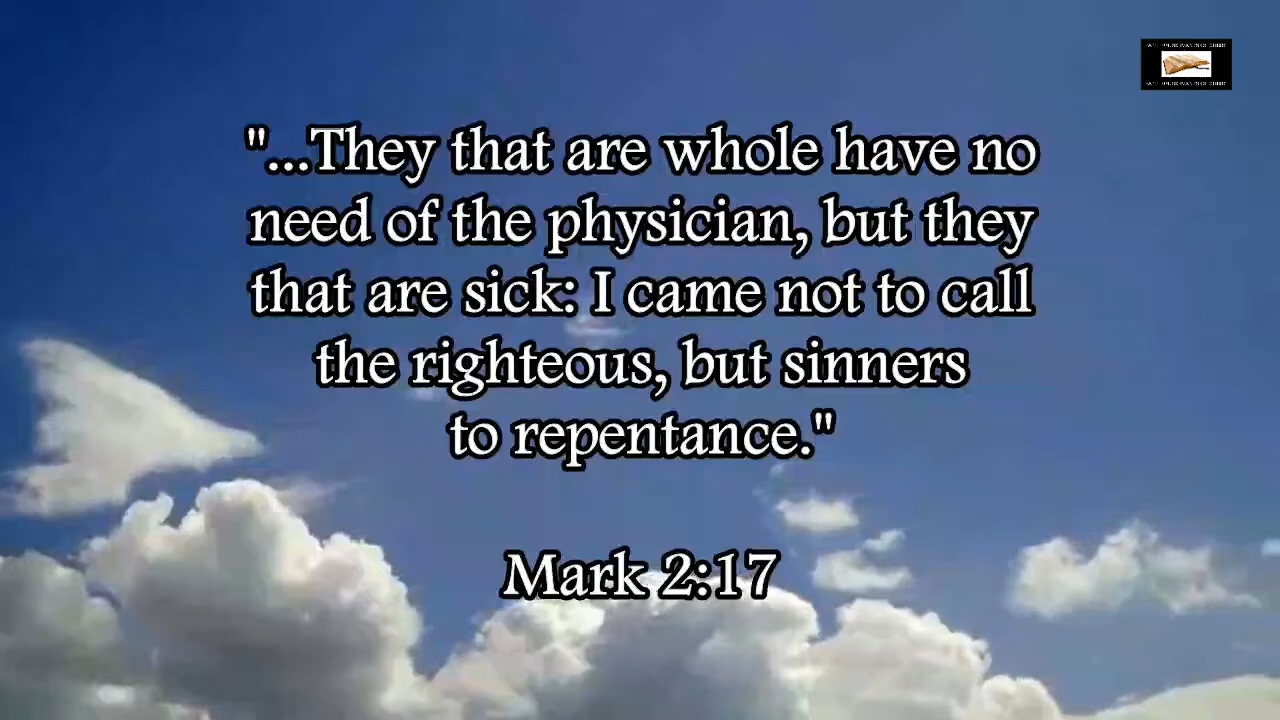 "...They that are whole have no
need of the physician, but they
that are sick: I came not to call
the righteous, but sinners
to repentance."
Mark 2:17